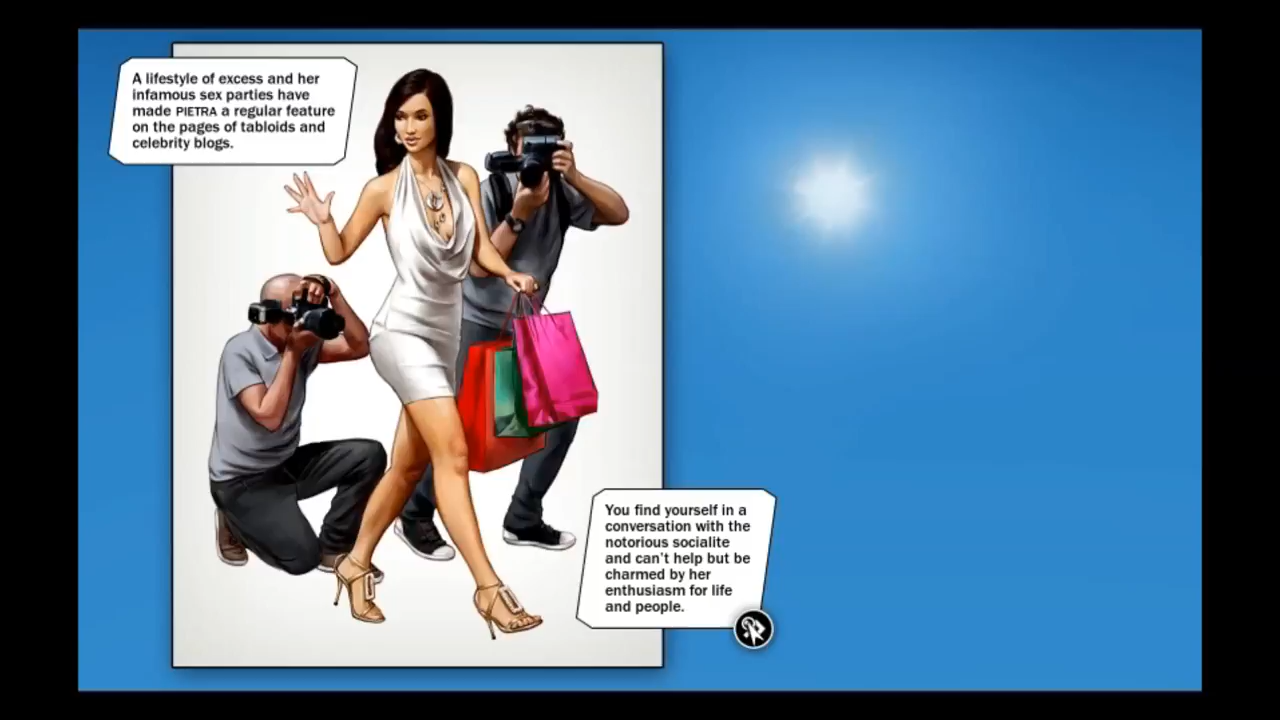 A lifestyle of excess and her
infamous sex parties have
made PIETRA a regular feature
on the pages of tabloids and
celebrity blogs.
You find yourself in a
conversation with the
notorious socialite
and can't help but be
charmed by her
enthusiasm for life
and people.